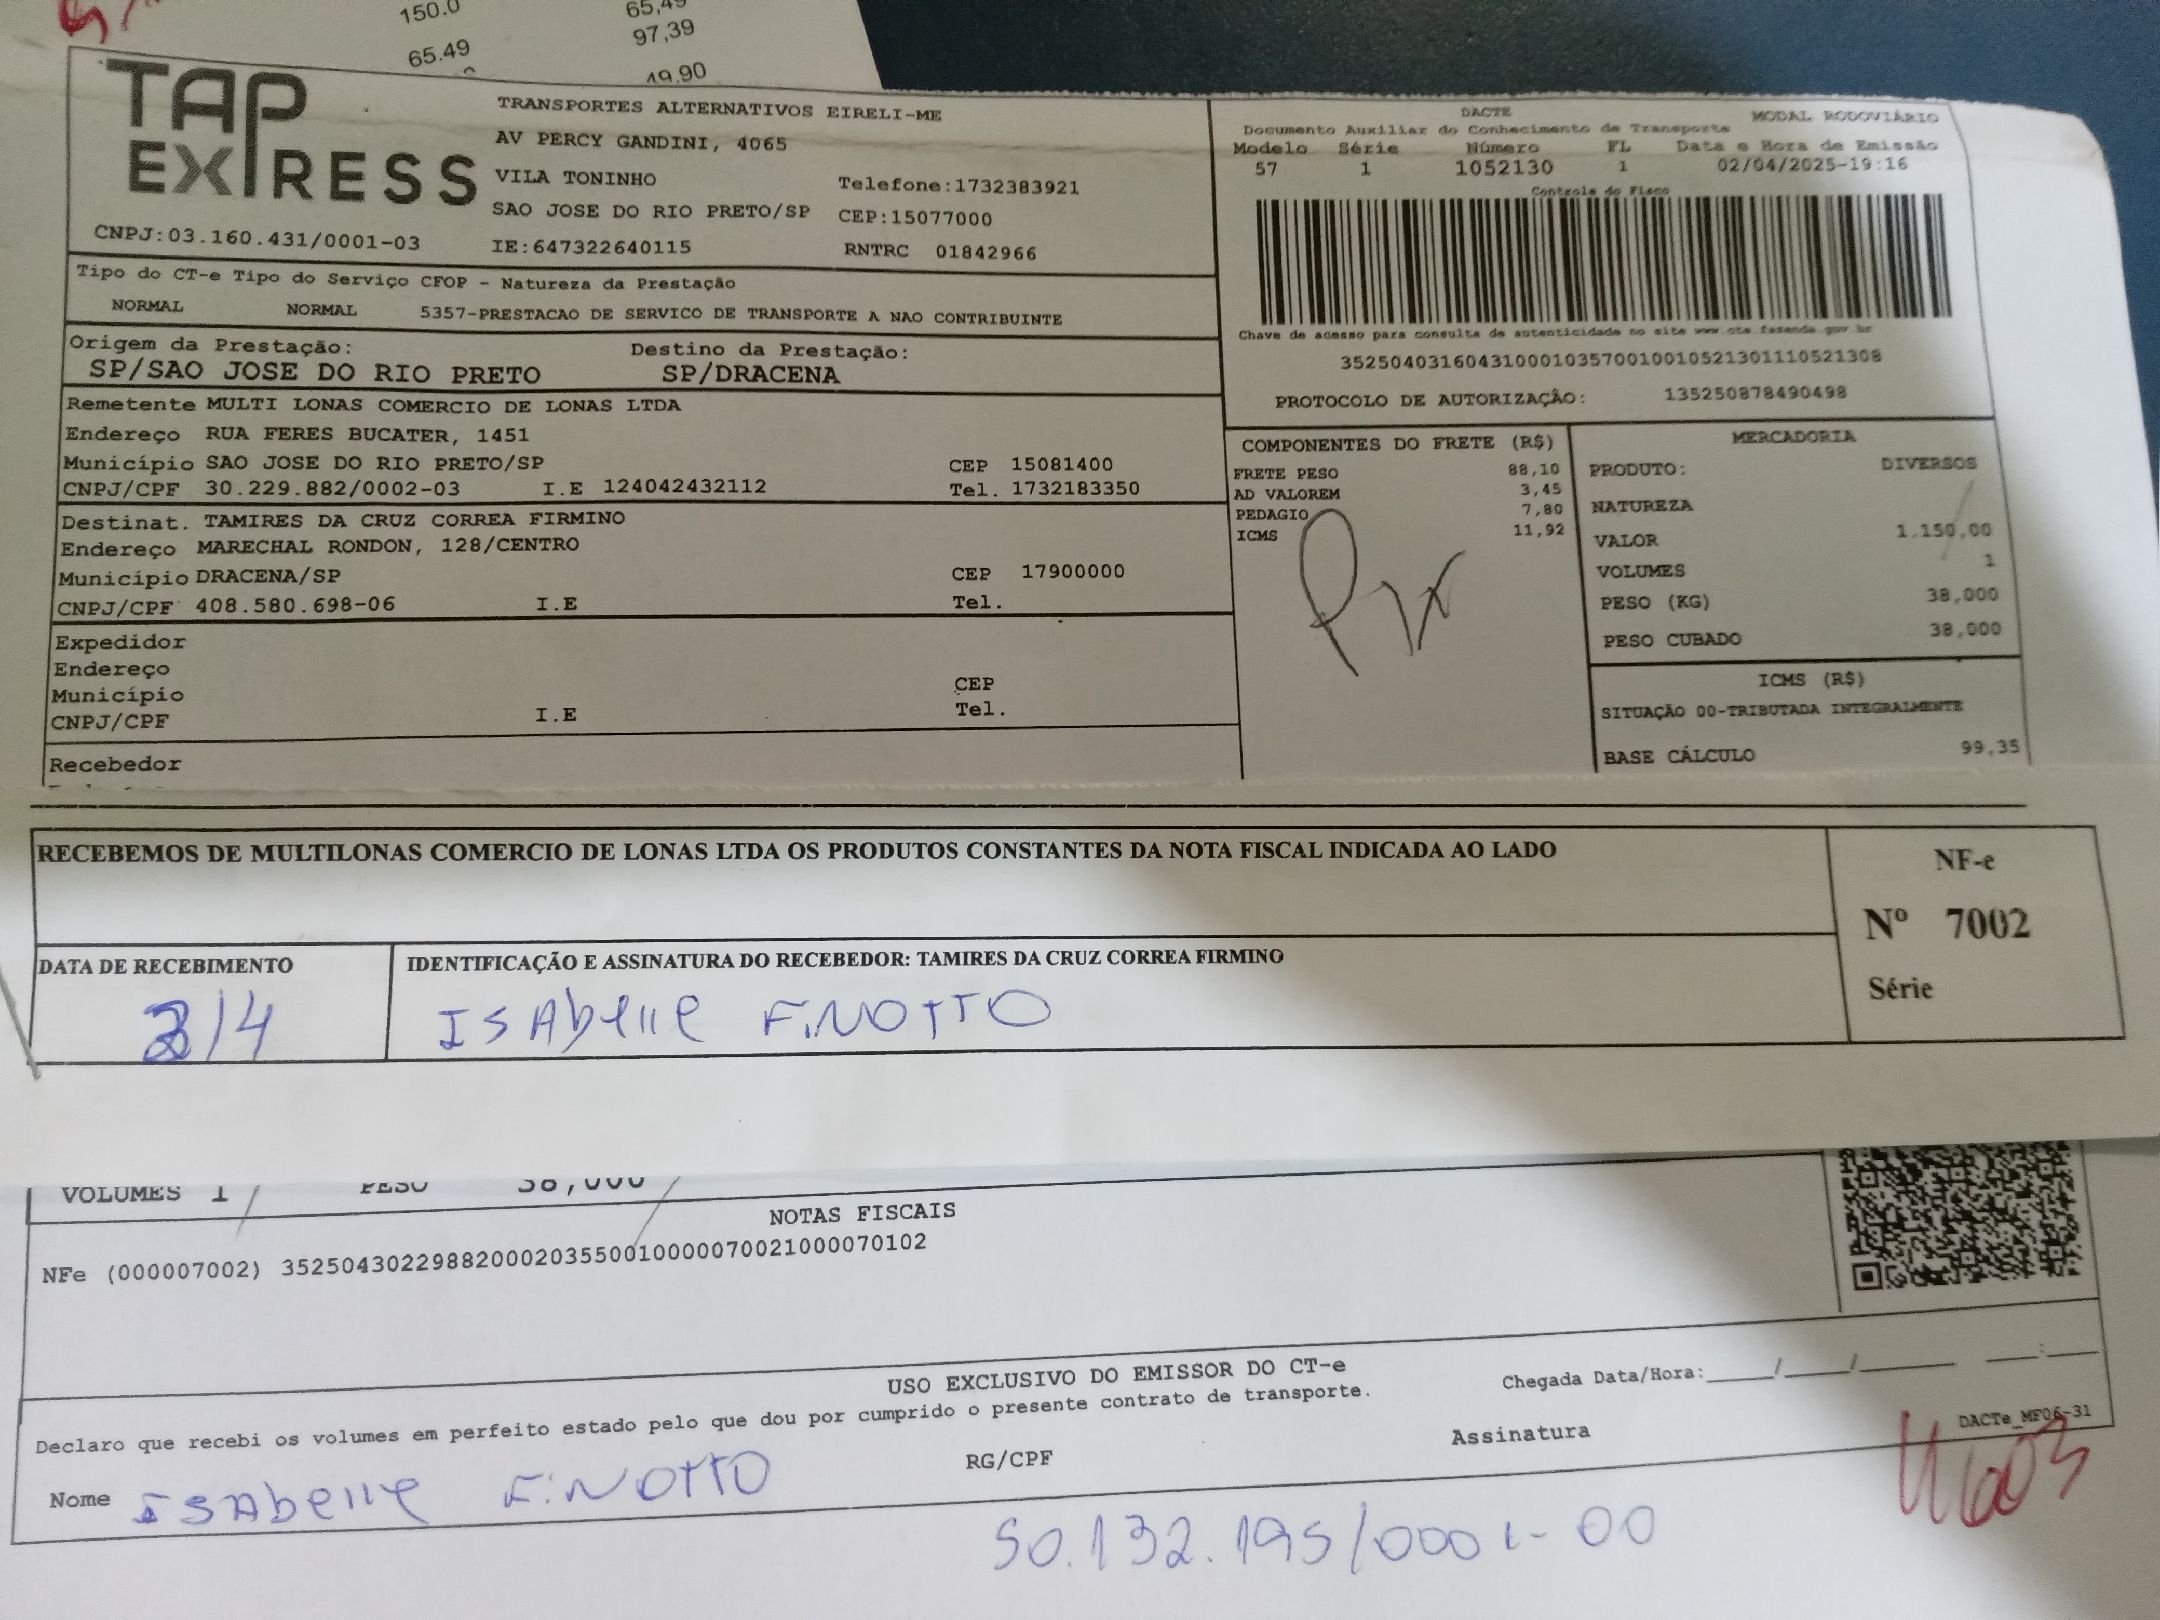 150.0 65,49
65.49 97,39
49,90
TAP EXPRESS
TRANSPORTES ALTERNATIVOS EIRELI-ME
AV PERCY GANDINI, 4065
VILA TONINHO Telefone:1732383921
SAO JOSE DO RIO PRETO/SP CEP:15077000
CNPJ:03.160.431/0001-03 IE:647322640115 RNTRC 01842966
DACTE MODAL RODOVIÁRIO
Documento Auxiliar do Conhecimento de Transporte
Modelo Série Número FL Data e Hora de Emissão
57 1 1052130 1 02/04/2025-19:16
Controle do Fisco
Chave de acesso para consulta de autenticidade no site www.cte.fazenda.gov.br
35250403160431000103570010010521301110521308
PROTOCOLO DE AUTORIZAÇÃO: 135250878490498
Tipo do CT-e Tipo do Serviço CFOP - Natureza da Prestação
NORMAL NORMAL 5357-PRESTACAO DE SERVICO DE TRANSPORTE A NAO CONTRIBUINTE
Origem da Prestação: Destino da Prestação:
SP/SAO JOSE DO RIO PRETO SP/DRACENA
Remetente MULTI LONAS COMERCIO DE LONAS LTDA
Endereço RUA FERES BUCATER, 1451
Município SAO JOSE DO RIO PRETO/SP CEP 15081400
CNPJ/CPF 30.229.882/0002-03 I.E 124042432112 Tel. 1732183350
Destinat. TAMIRES DA CRUZ CORREA FIRMINO
Endereço MARECHAL RONDON, 128/CENTRO
Município DRACENA/SP CEP 17900000
CNPJ/CPF 408.580.698-06 I.E Tel.
Expedidor
Endereço
Município CEP
CNPJ/CPF I.E Tel.
Recebedor
COMPONENTES DO FRETE (R$)
FRETE PESO 88,10
AD VALOREM 3,45
PEDAGIO 7,80
ICMS 11,92
MERCADORIA
PRODUTO: DIVERSOS
NATUREZA
VALOR 1.150,00
VOLUMES 1
PESO (KG) 38,000
PESO CUBADO 38,000
ICMS (R$)
SITUAÇÃO 00-TRIBUTADA INTEGRALMENTE
BASE CÁLCULO 99,35
RECEBEMOS DE MULTILONAS COMERCIO DE LONAS LTDA OS PRODUTOS CONSTANTES DA NOTA FISCAL INDICADA AO LADO
NF-e
Nº 7002
Série
DATA DE RECEBIMENTO IDENTIFICAÇÃO E ASSINATURA DO RECEBEDOR: TAMIRES DA CRUZ CORREA FIRMINO
3/4 ISAbelle FiNOTTO
VOLUMES 1 PESO 38,000
NOTAS FISCAIS
NFe (000007002) 35250430229882000203550010000070021000070102
USO EXCLUSIVO DO EMISSOR DO CT-e
Declaro que recebi os volumes em perfeito estado pelo que dou por cumprido o presente contrato de transporte.
Chegada Data/Hora:_____/_____/_______ ____:____
DACTe_MF06-31
Nome ISAbelle FiNOTTO RG/CPF Assinatura
50.132.195/0001-00